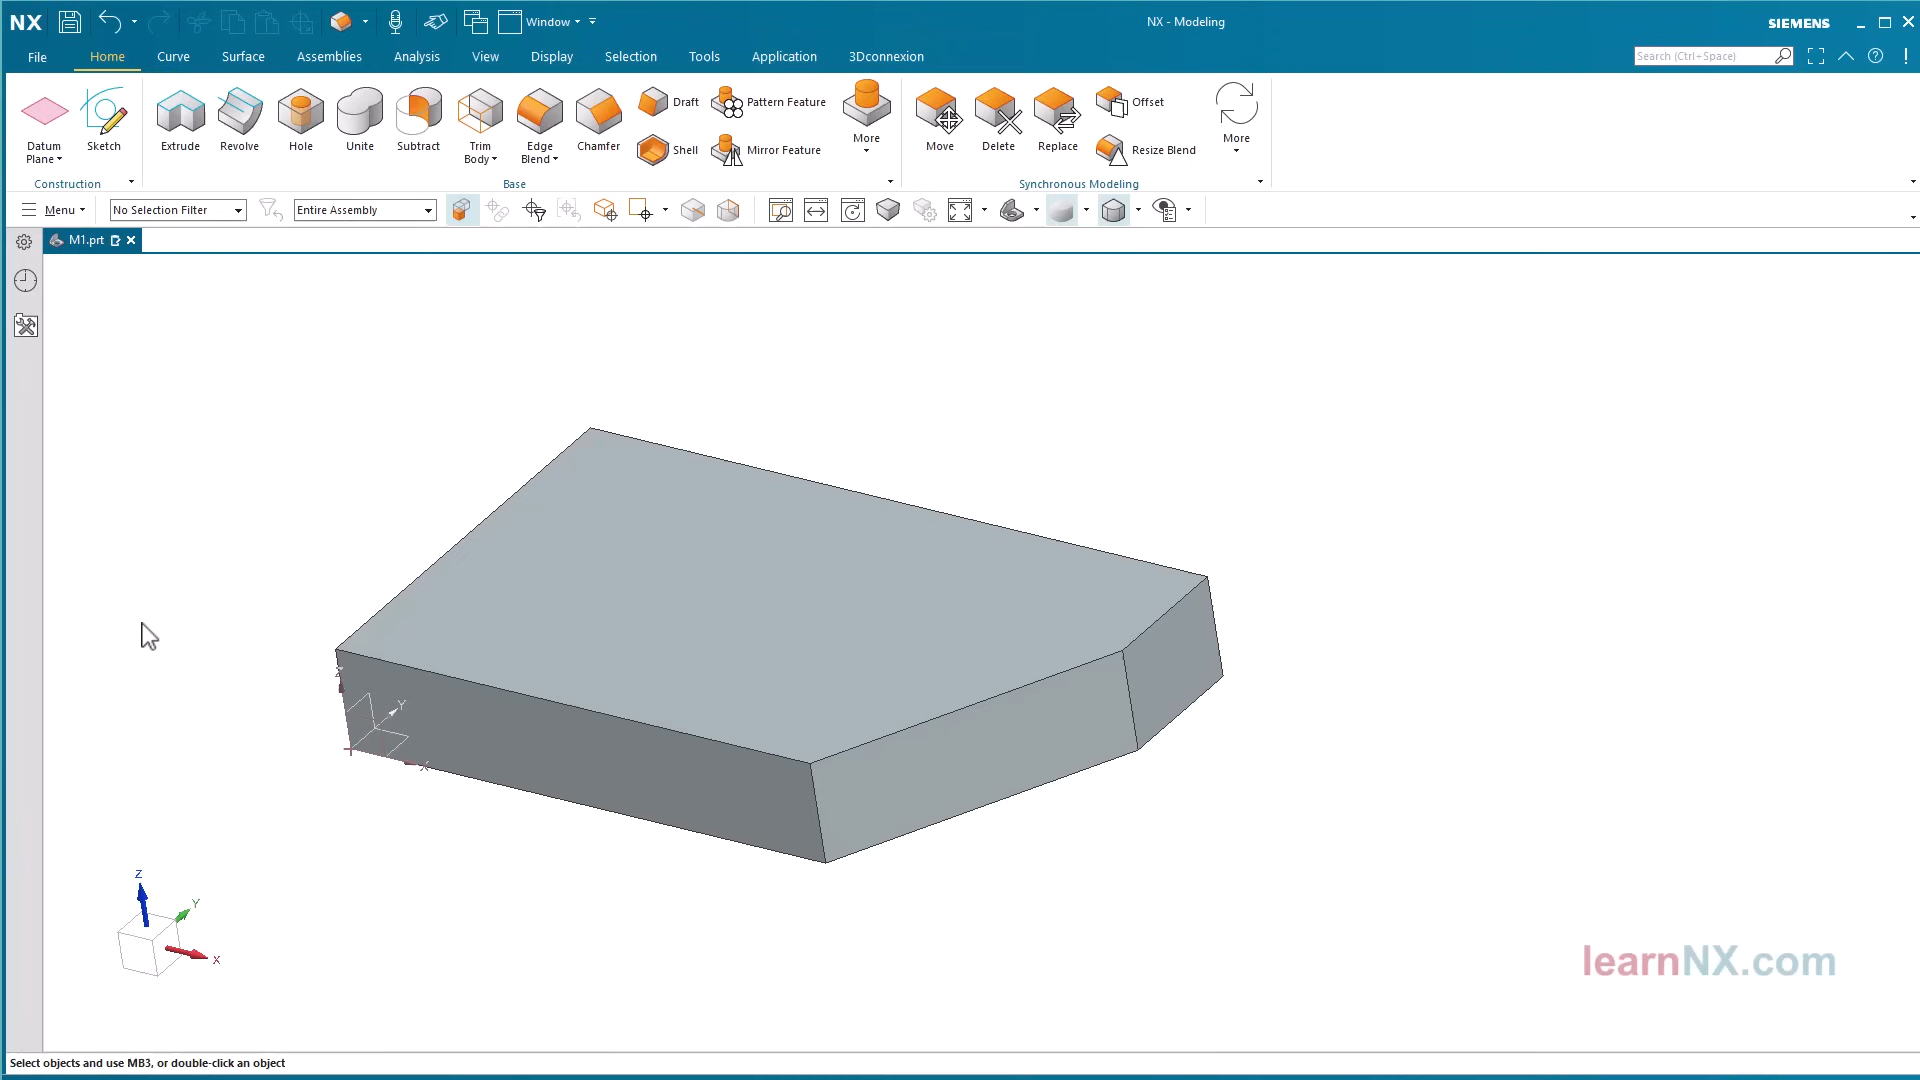 NX
Window
NX - Modeling
SIEMENS
File
Home
Curve
Surface
Assemblies
Analysis
View
Display
Selection
Tools
Application
3Dconnexion
Search (Ctrl+Space)
Datum
Plane
Sketch
Extrude
Revolve
Hole
Unite
Subtract
Trim
Body
Edge
Blend
Chamfer
Draft
Shell
Pattern Feature
Mirror Feature
More
Move
Delete
Replace
Offset
Resize Blend
More
Construction
Base
Synchronous Modeling
Menu
No Selection Filter
Entire Assembly
M1.prt
Z
Y
X
Z
Y
X
learnNX.com
Select objects and use MB3, or double-click an object